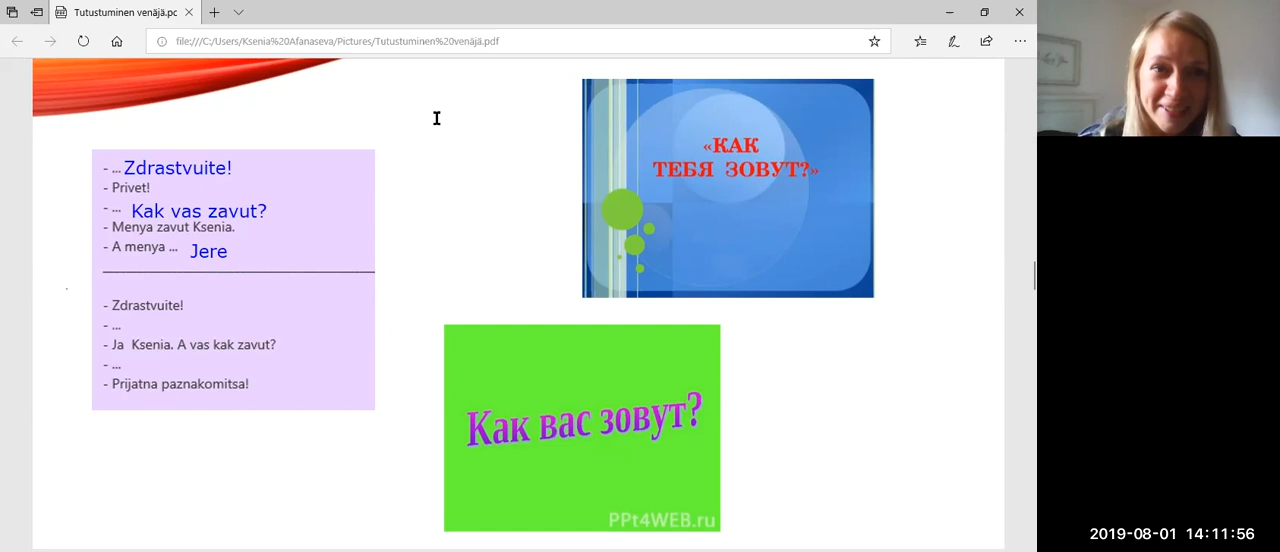 Tutustuminen venäjä.pc
file:///C:/Users/Ksenia%20Afanaseva/Pictures/Tutustuminen%20venäjä.pdf
- ... Zdrastvuite!
- Privet!
- ... Kak vas zavut?
- Menya zavut Ksenia.
- A menya ... Jere
- Zdrastvuite!
- ...
- Ja Ksenia. A vas kak zavut?
- ...
- Prijatna paznakomitsa!
«КАК
ТЕБЯ ЗОВУТ?»
Как вас зовут?
PPt4WEB.ru
2019-08-01 14:11:56